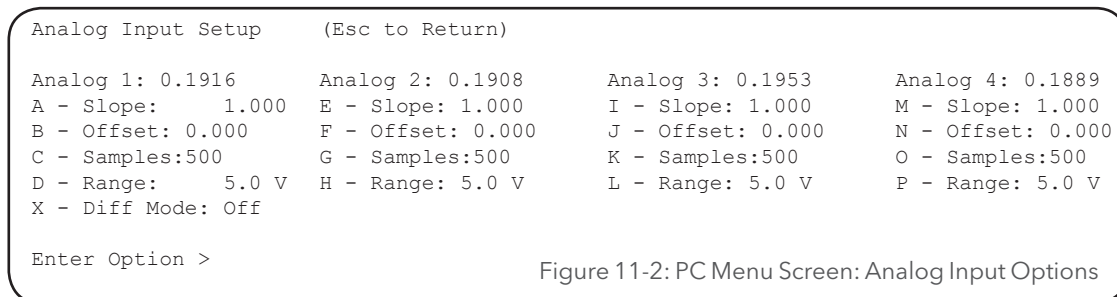 Analog Input Setup (Esc to Return)
Analog 1: 0.1916 Analog 2: 0.1908 Analog 3: 0.1953 Analog 4: 0.1889
A - Slope: 1.000 E - Slope: 1.000 I - Slope: 1.000 M - Slope: 1.000
B - Offset: 0.000 F - Offset: 0.000 J - Offset: 0.000 N - Offset: 0.000
C - Samples:500 G - Samples:500 K - Samples:500 O - Samples:500
D - Range: 5.0 V H - Range: 5.0 V L - Range: 5.0 V P - Range: 5.0 V
X - Diff Mode: Off
Enter Option >
Figure 11-2: PC Menu Screen: Analog Input Options